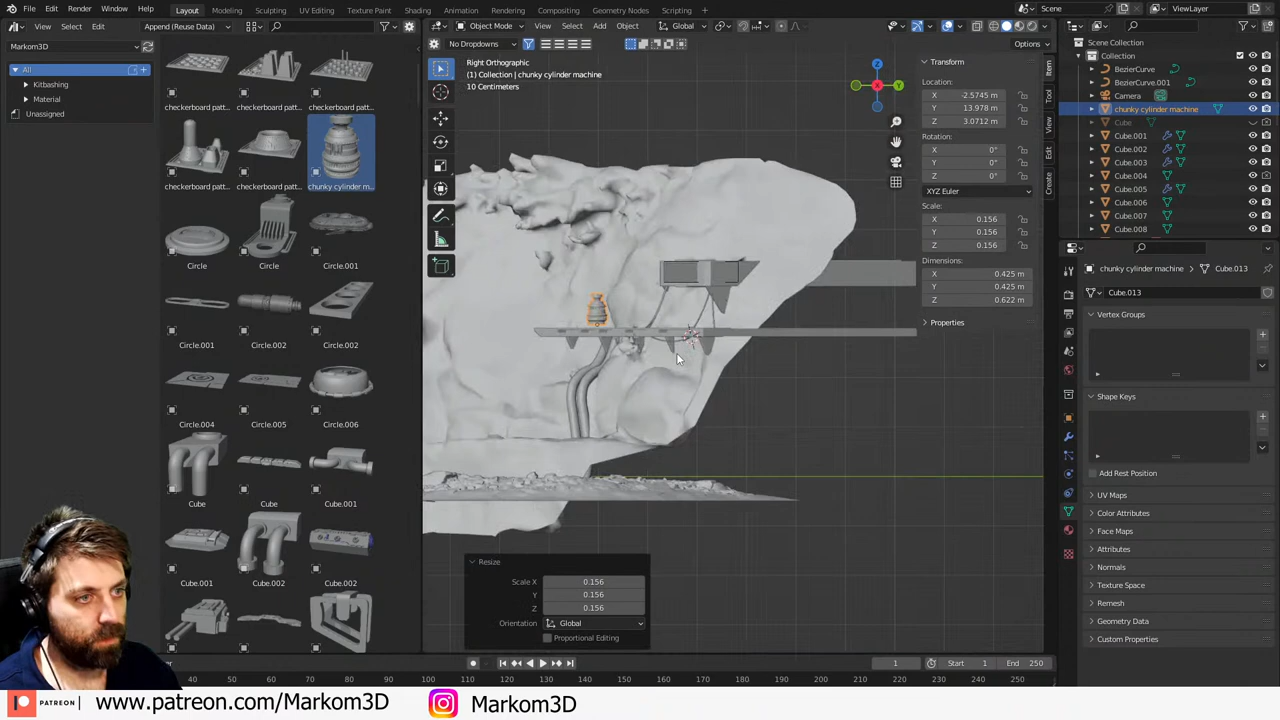 File Edit Render Window Help Layout Modeling Sculpting UV Editing Texture Paint Shading Animation Rendering Compositing Geometry Nodes Scripting Scene ViewLayer
View Select Edit Append (Reuse Data)
Object Mode View Select Add Object Global
Markom3D
No Dropdowns
Options
All
Kitbashing
Material
Unassigned
checkerboard patt... checkerboard patt... checkerboard patt...
checkerboard patt... checkerboard patt... chunky cylinder m...
Circle Circle Circle.001
Circle.001 Circle.002 Circle.002
Circle.004 Circle.005 Circle.006
Cube Cube.001 Cube.001
Cube.001 Cube.002 Cube.002
Right Orthographic
(1) Collection | chunky cylinder machine
10 Centimeters
Z
X
Y
Transform
Location:
X -2.5745 m
Y 13.978 m
Z 3.0712 m
Rotation:
X 0°
Y 0°
Z 0°
XYZ Euler
Scale:
X 0.156
Y 0.156
Z 0.156
Dimensions:
X 0.425 m
Y 0.425 m
Z 0.622 m
Properties
Item
Tool
View
Edit
Create
Resize
Scale X 0.156
Y 0.156
Z 0.156
Orientation Global
Proportional Editing
Scene Collection
Collection
BezierCurve
BezierCurve.001
Camera
chunky cylinder machine
Cube
Cube.001
Cube.002
Cube.003
Cube.004
Cube.005
Cube.006
Cube.007
Cube.008
chunky cylinder machine Cube.013
Cube.013
Vertex Groups
Shape Keys
Add Rest Position
UV Maps
Color Attributes
Face Maps
Attributes
Normals
Texture Space
Remesh
Geometry Data
Custom Properties
1 Start 1 End 250
40 50 60 70 80 90 100 110 120 130 140 150 160 170 180 190 200 210 220 230 240 250
PATREON www.patreon.com/Markom3D Markom3D